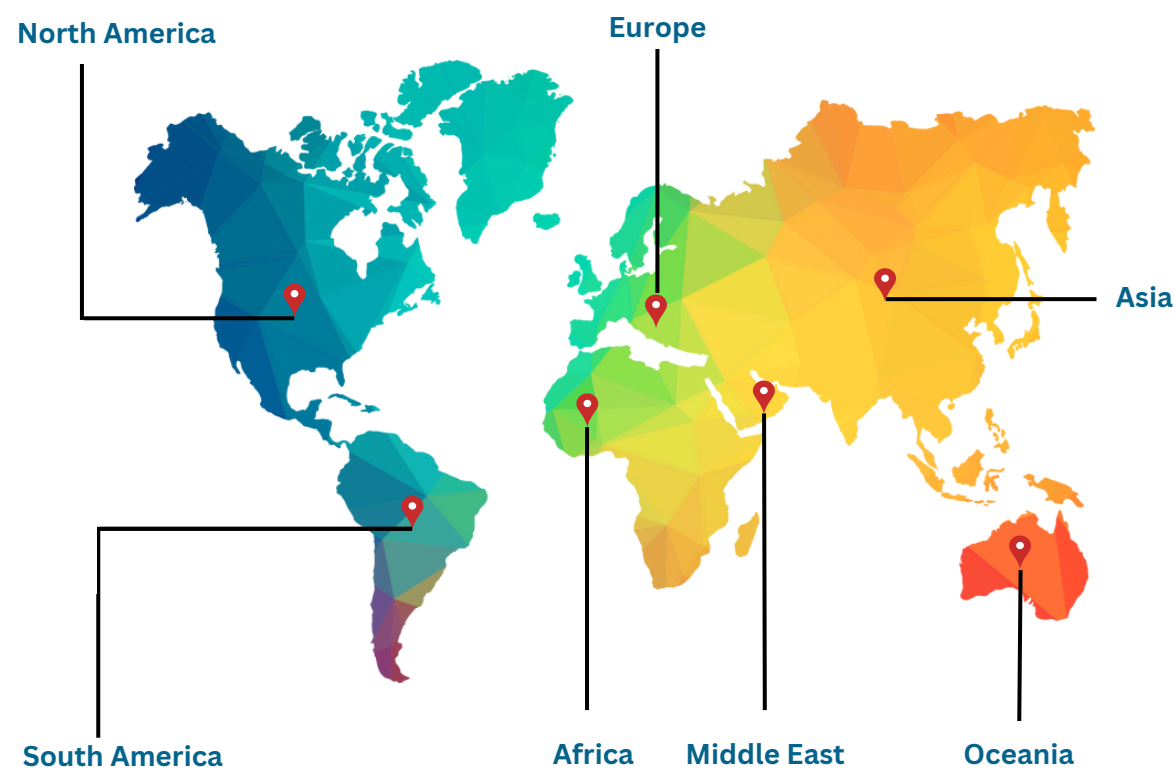 North America
Europe
Asia
South America
Africa
Middle East
Oceania